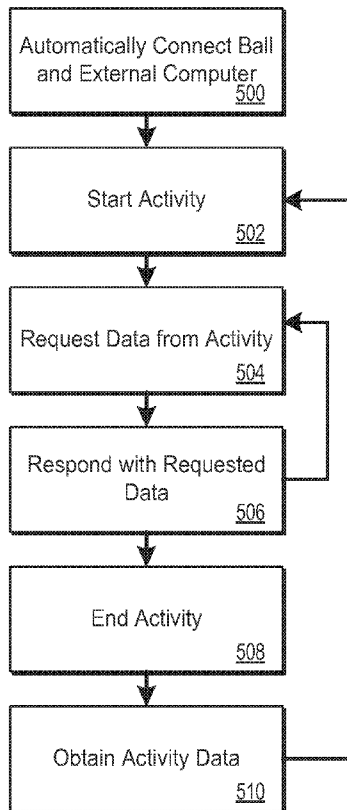 Automatically Connect Ball
and External Computer
500
Start Activity
502
Request Data from Activity
504
Respond with Requested
Data
506
End Activity
508
Obtain Activity Data
510